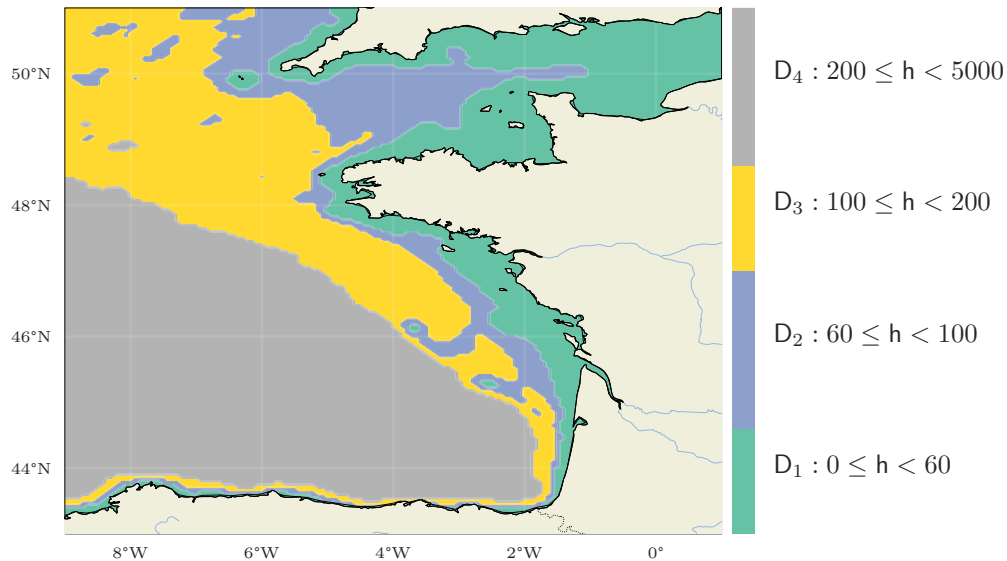 50°N
48°N
46°N
44°N
8°W
6°W
4°W
2°W
0°
D₄ : 200 ≤ h < 5000
D₃ : 100 ≤ h < 200
D₂ : 60 ≤ h < 100
D₁ : 0 ≤ h < 60